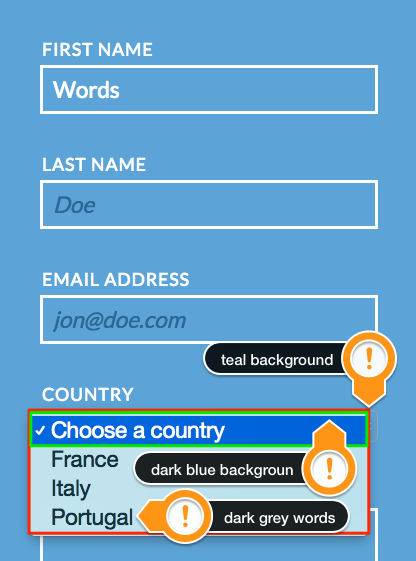 FIRST NAME
Words
LAST NAME
Doe
EMAIL ADDRESS
jon@doe.com
teal background
!
COUNTRY
✓ Choose a country
France
dark blue backgroun
!
Italy
Portugal
!
dark grey words